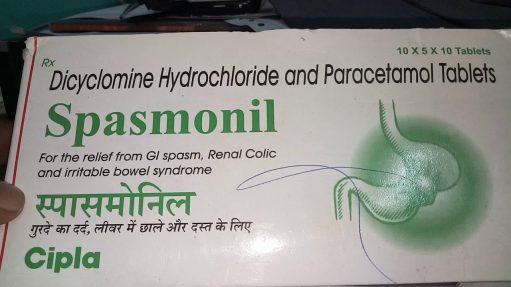 Rx
10 X 5 X 10 Tablets
Dicyclomine Hydrochloride and Paracetamol Tablets
Spasmonil
For the relief from GI spasm, Renal Colic
and irritable bowel syndrome
स्पासमोनिल
गुरदे का दर्द, लीवर में छाले और दस्त के लिए
Cipla